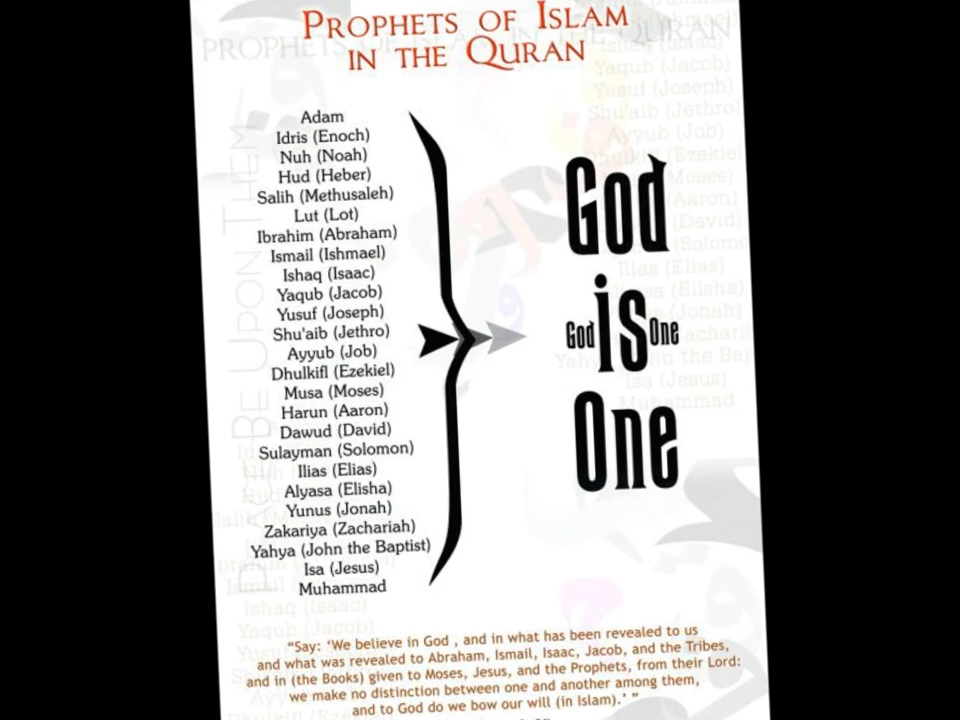 PROPHETS OF ISLAM
IN THE QURAN
Adam
Idris (Enoch)
Nuh (Noah)
Hud (Heber)
Salih (Methusaleh)
Lut (Lot)
Ibrahim (Abraham)
Ismail (Ishmael)
Ishaq (Isaac)
Yaqub (Jacob)
Yusuf (Joseph)
Shu'aib (Jethro)
Ayyub (Job)
Dhulkifl (Ezekiel)
Musa (Moses)
Harun (Aaron)
Dawud (David)
Sulayman (Solomon)
Ilias (Elias)
Alyasa (Elisha)
Yunus (Jonah)
Zakariya (Zachariah)
Yahya (John the Baptist)
Isa (Jesus)
Muhammad
God
God is One
One
"Say: 'We believe in God , and in what has been revealed to us
and what was revealed to Abraham, Ismail, Isaac, Jacob, and the Tribes,
and in (the Books) given to Moses, Jesus, and the Prophets, from their Lord:
we make no distinction between one and another among them,
and to God do we bow our will (in Islam).' "